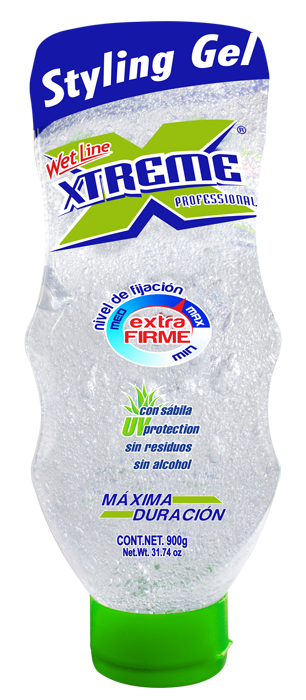 Styling Gel
Wet Line
XTREME®
PROFESSIONAL
nivel de fijación
MED MAX
extra
FIRME
min
con sábila
UV protection
sin residuos
sin alcohol
MÁXIMA
DURACIÓN
CONT.NET. 900g
Net.Wt. 31.74 oz